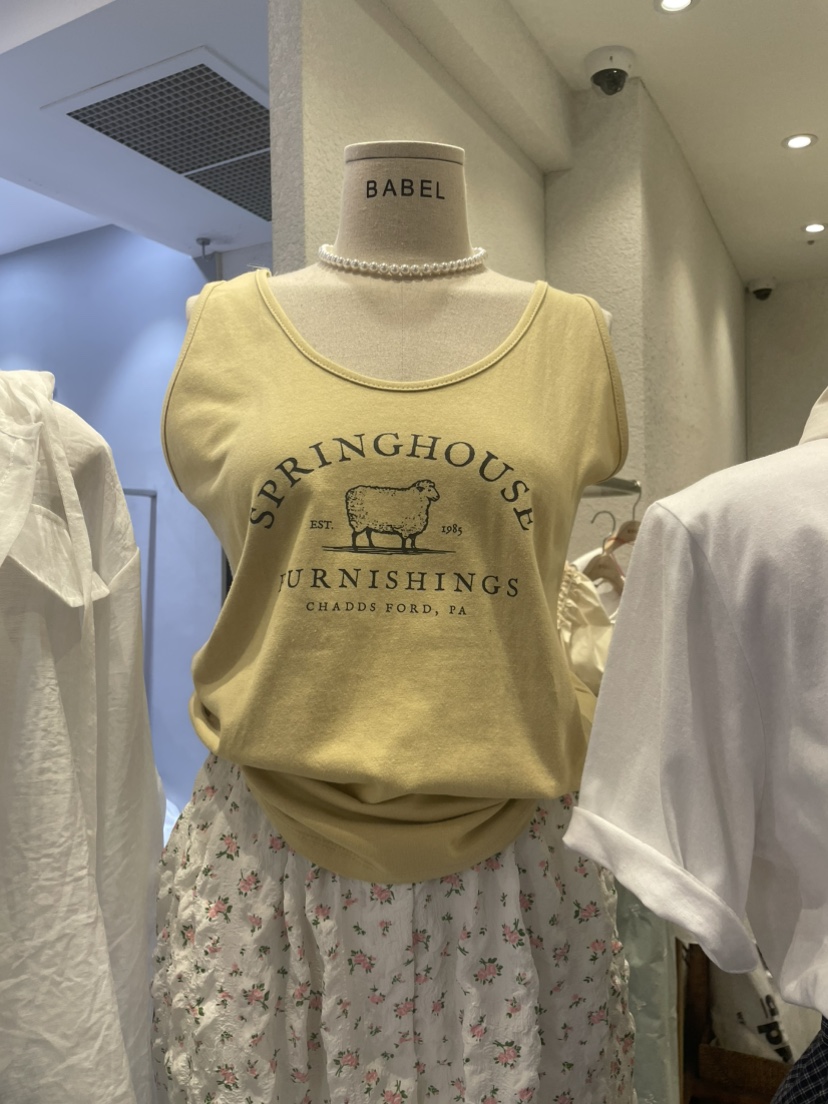 BABEL
SPRINGHOUSE
EST. 1985
FURNISHINGS
CHADDS FORD, PA